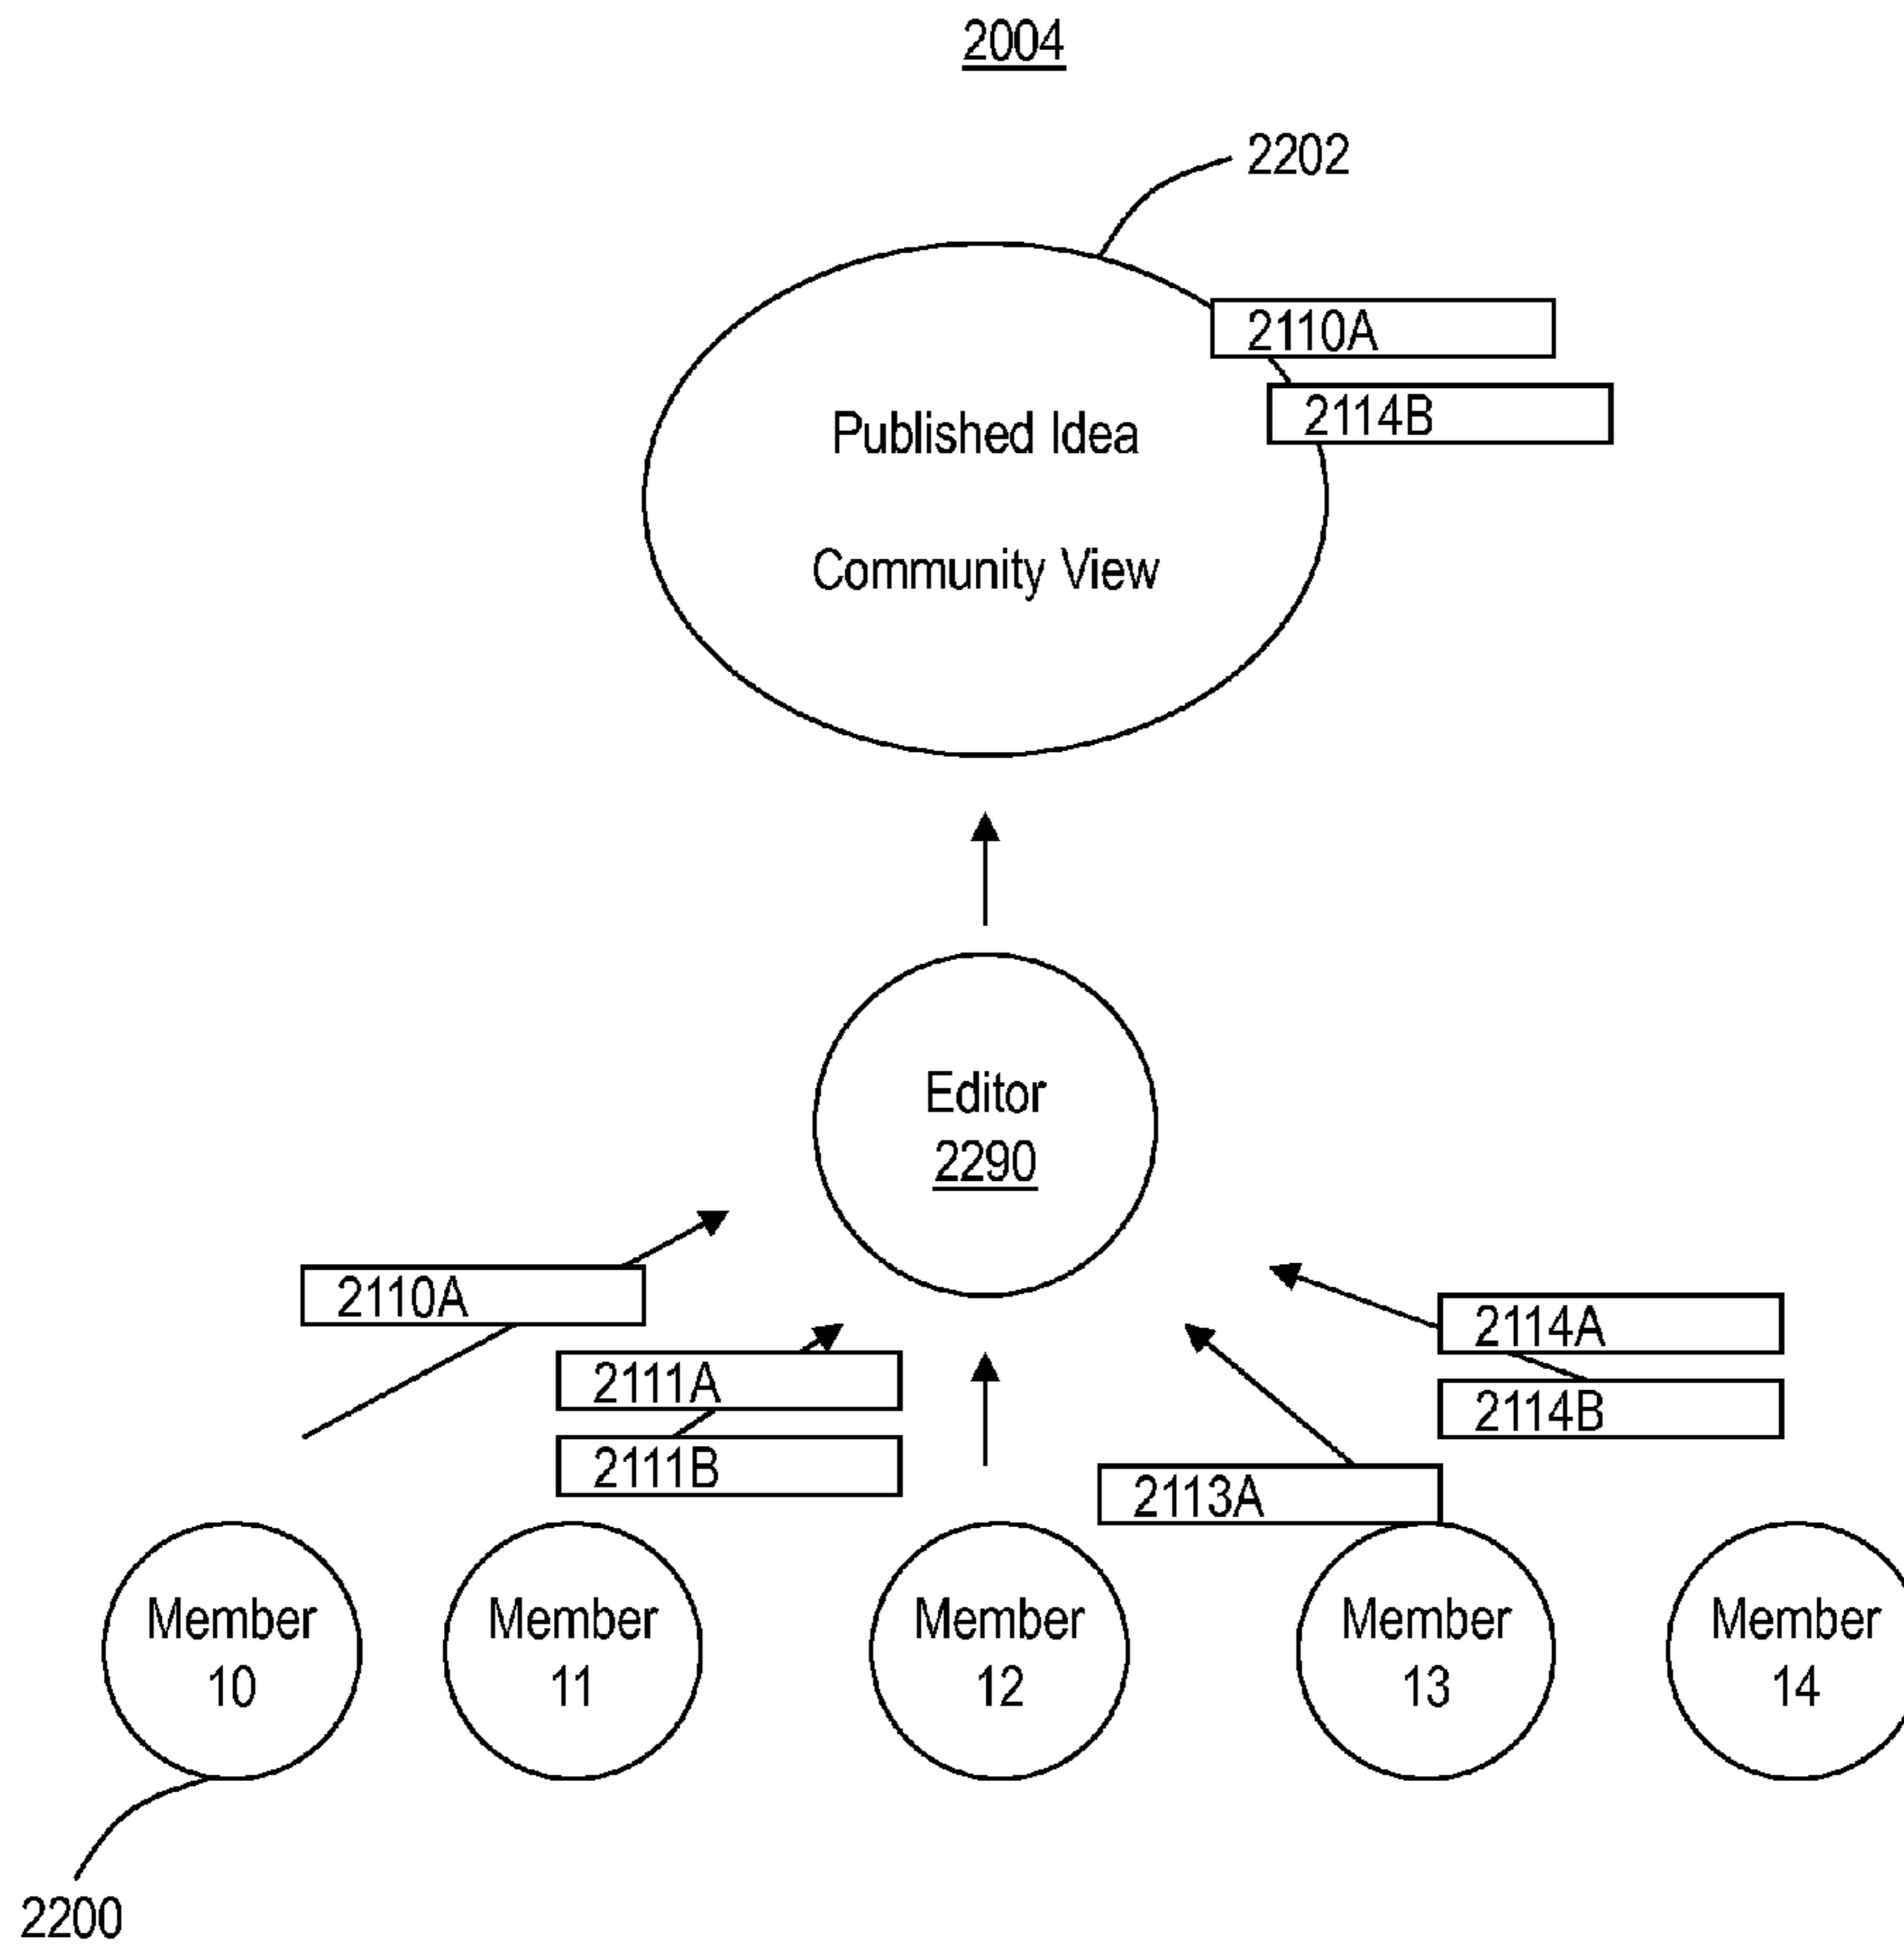 2004
2202
2110A
2114B
Published Idea
Community View
Editor
2290
2110A
2111A
2111B
2113A
2114A
2114B
Member
10
Member
11
Member
12
Member
13
Member
14
2200